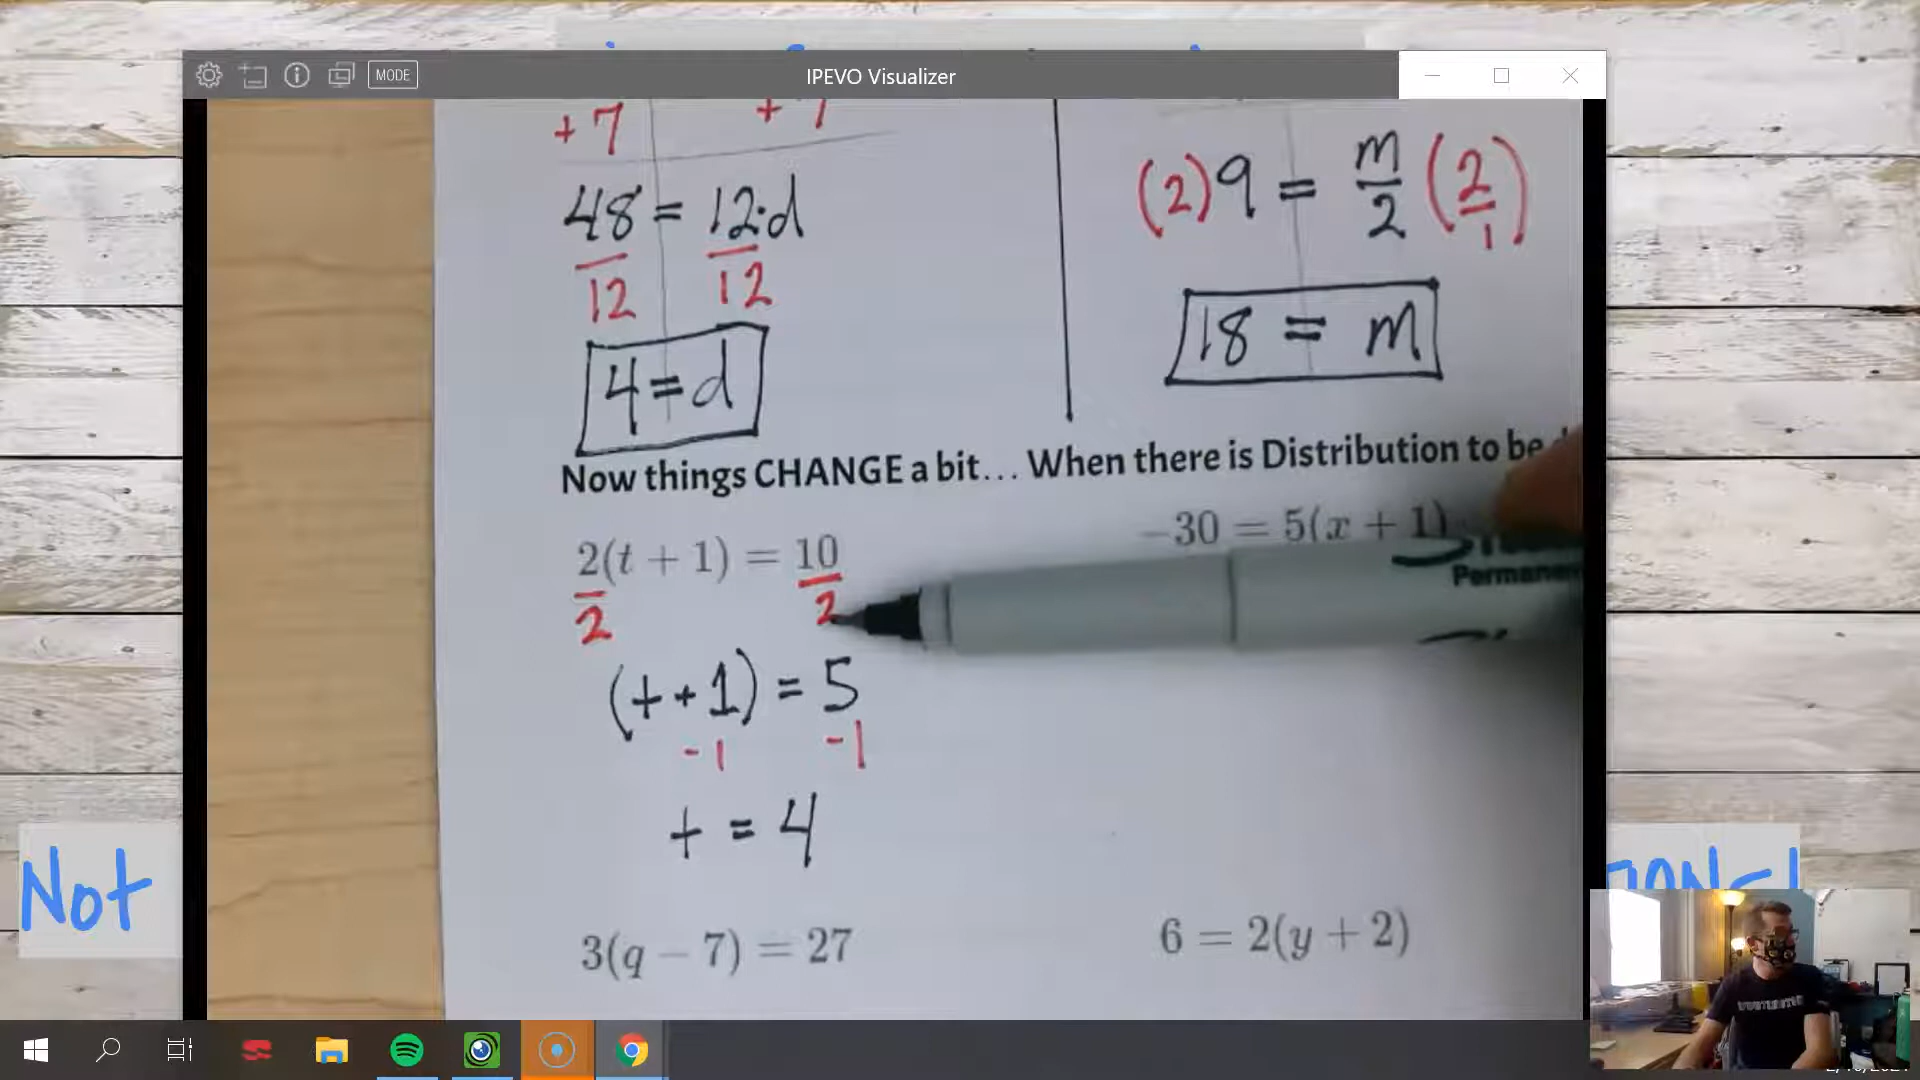 MODE
IPEVO Visualizer
+7 +7
48 = 12·d
12 12
4 = d
(2) 9 = m/2 (2/1)
18 = m
Now things CHANGE a bit... When there is Distribution to be
2(t + 1) = 10
2 2
(t + 1) = 5
-1 -1
t = 4
-30 = 5(x + 1)
Permanen
3(q − 7) = 27
6 = 2(y + 2)
Not